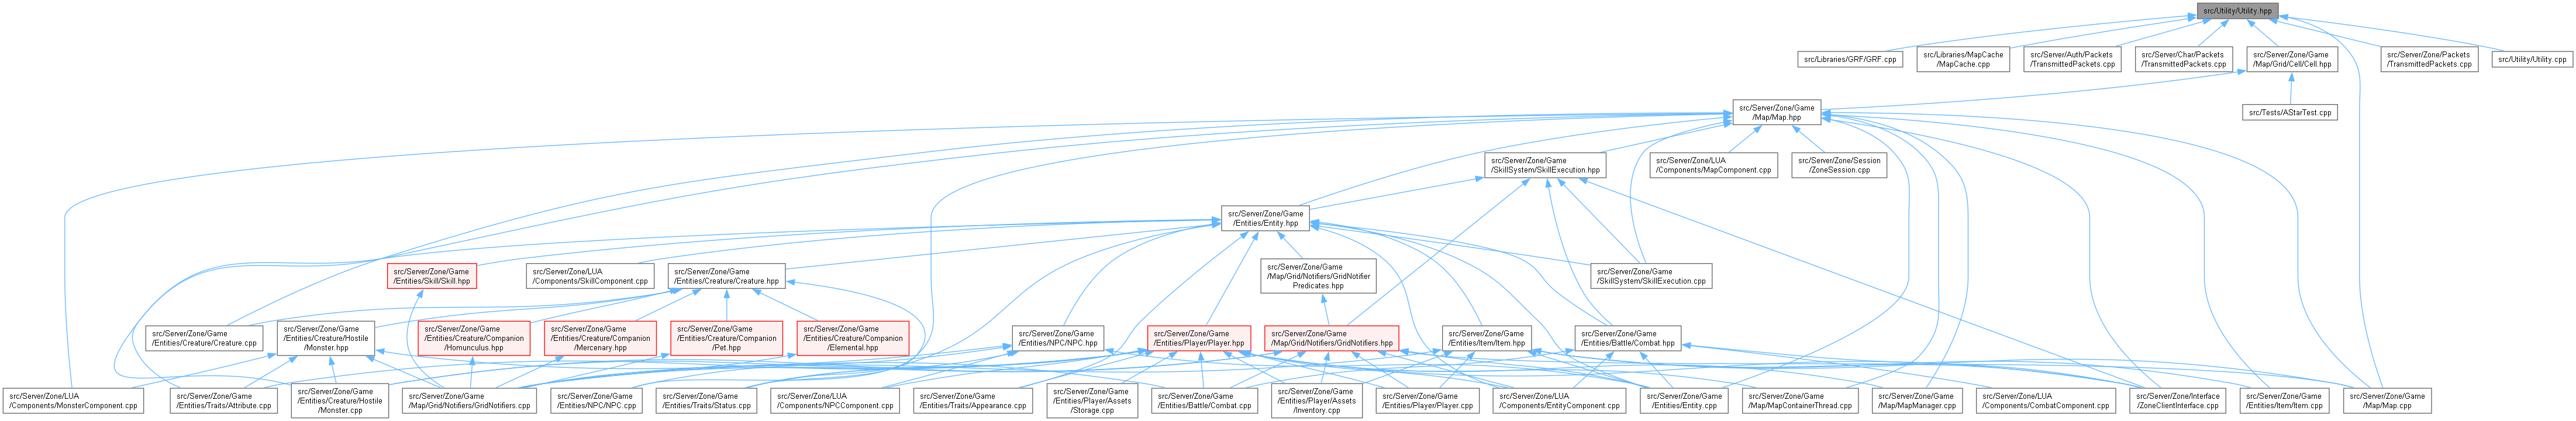 src/Utility/Utility.hpp
src/Libraries/GRF/GRF.cpp
src/Libraries/MapCache
/MapCache.cpp
src/Server/Auth/Packets
/TransmittedPackets.cpp
src/Server/Char/Packets
/TransmittedPackets.cpp
src/Server/Zone/Game
/Map/Grid/Cell/Cell.hpp
src/Server/Zone/Packets
/TransmittedPackets.cpp
src/Utility/Utility.cpp
src/Server/Zone/Game
/Map/Map.hpp
src/Tests/AStarTest.cpp
src/Server/Zone/Game
/SkillSystem/SkillExecution.hpp
src/Server/Zone/LUA
/Components/MapComponent.cpp
src/Server/Zone/Session
/ZoneSession.cpp
src/Server/Zone/Game
/Entities/Entity.hpp
src/Server/Zone/Game
/Entities/Skill/Skill.hpp
src/Server/Zone/LUA
/Components/SkillComponent.cpp
src/Server/Zone/Game
/Entities/Creature/Creature.hpp
src/Server/Zone/Game
/Map/Grid/Notifiers/GridNotifier
Predicates.hpp
src/Server/Zone/Game
/SkillSystem/SkillExecution.cpp
src/Server/Zone/Game
/Entities/Creature/Creature.cpp
src/Server/Zone/Game
/Entities/Creature/Hostile
/Monster.hpp
src/Server/Zone/Game
/Entities/Creature/Companion
/Homunculus.hpp
src/Server/Zone/Game
/Entities/Creature/Companion
/Mercenary.hpp
src/Server/Zone/Game
/Entities/Creature/Companion
/Pet.hpp
src/Server/Zone/Game
/Entities/Creature/Companion
/Elemental.hpp
src/Server/Zone/Game
/Entities/NPC/NPC.hpp
src/Server/Zone/Game
/Entities/Player/Player.hpp
src/Server/Zone/Game
/Map/Grid/Notifiers/GridNotifiers.hpp
src/Server/Zone/Game
/Entities/Item/Item.hpp
src/Server/Zone/Game
/Entities/Battle/Combat.hpp
src/Server/Zone/LUA
/Components/MonsterComponent.cpp
src/Server/Zone/Game
/Entities/Traits/Attribute.cpp
src/Server/Zone/Game
/Entities/Creature/Hostile
/Monster.cpp
src/Server/Zone/Game
/Map/Grid/Notifiers/GridNotifiers.cpp
src/Server/Zone/Game
/Entities/NPC/NPC.cpp
src/Server/Zone/Game
/Entities/Traits/Status.cpp
src/Server/Zone/LUA
/Components/NPCComponent.cpp
src/Server/Zone/Game
/Entities/Traits/Appearance.cpp
src/Server/Zone/Game
/Entities/Player/Assets
/Storage.cpp
src/Server/Zone/Game
/Entities/Battle/Combat.cpp
src/Server/Zone/Game
/Entities/Player/Assets
/Inventory.cpp
src/Server/Zone/Game
/Entities/Player/Player.cpp
src/Server/Zone/LUA
/Components/EntityComponent.cpp
src/Server/Zone/Game
/Entities/Entity.cpp
src/Server/Zone/Game
/Map/MapContainerThread.cpp
src/Server/Zone/Game
/Map/MapManager.cpp
src/Server/Zone/LUA
/Components/CombatComponent.cpp
src/Server/Zone/Interface
/ZoneClientInterface.cpp
src/Server/Zone/Game
/Entities/Item/Item.cpp
src/Server/Zone/Game
/Map/Map.cpp